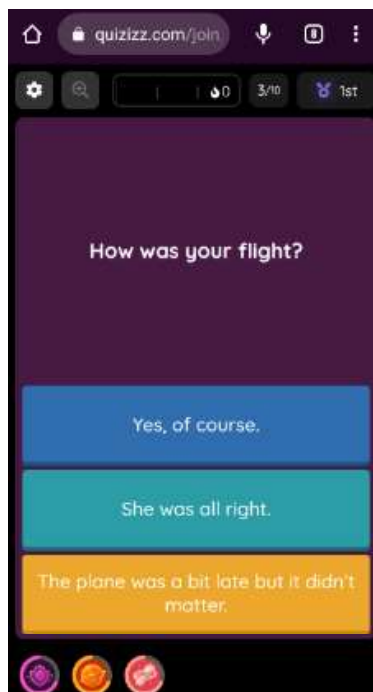 quizizz.com/join
8
0
3/10
1st
How was your flight?
Yes, of course.
She was all right.
The plane was a bit late but it didn't
matter.